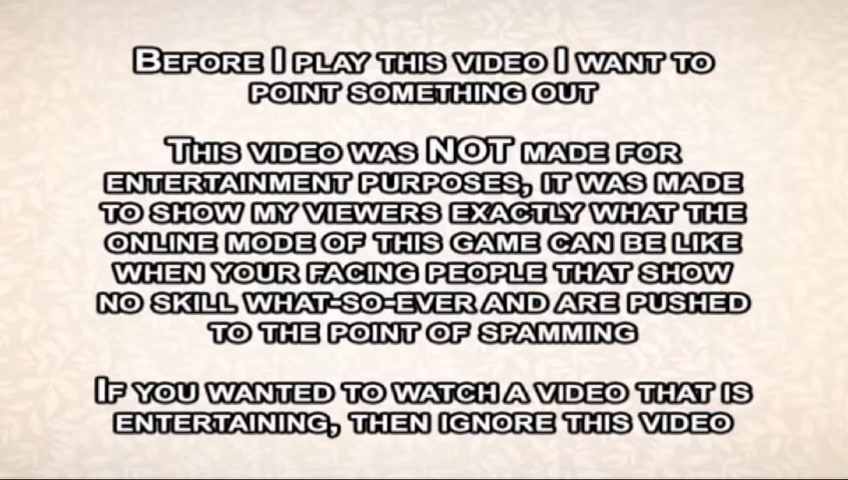 Before I play this video I want to
point something out
This video was NOT made for
entertainment purposes, it was made
to show my viewers exactly what the
online mode of this game can be like
when your facing people that show
no skill what-so-ever and are pushed
to the point of spamming
If you wanted to watch a video that is
entertaining, then ignore this video